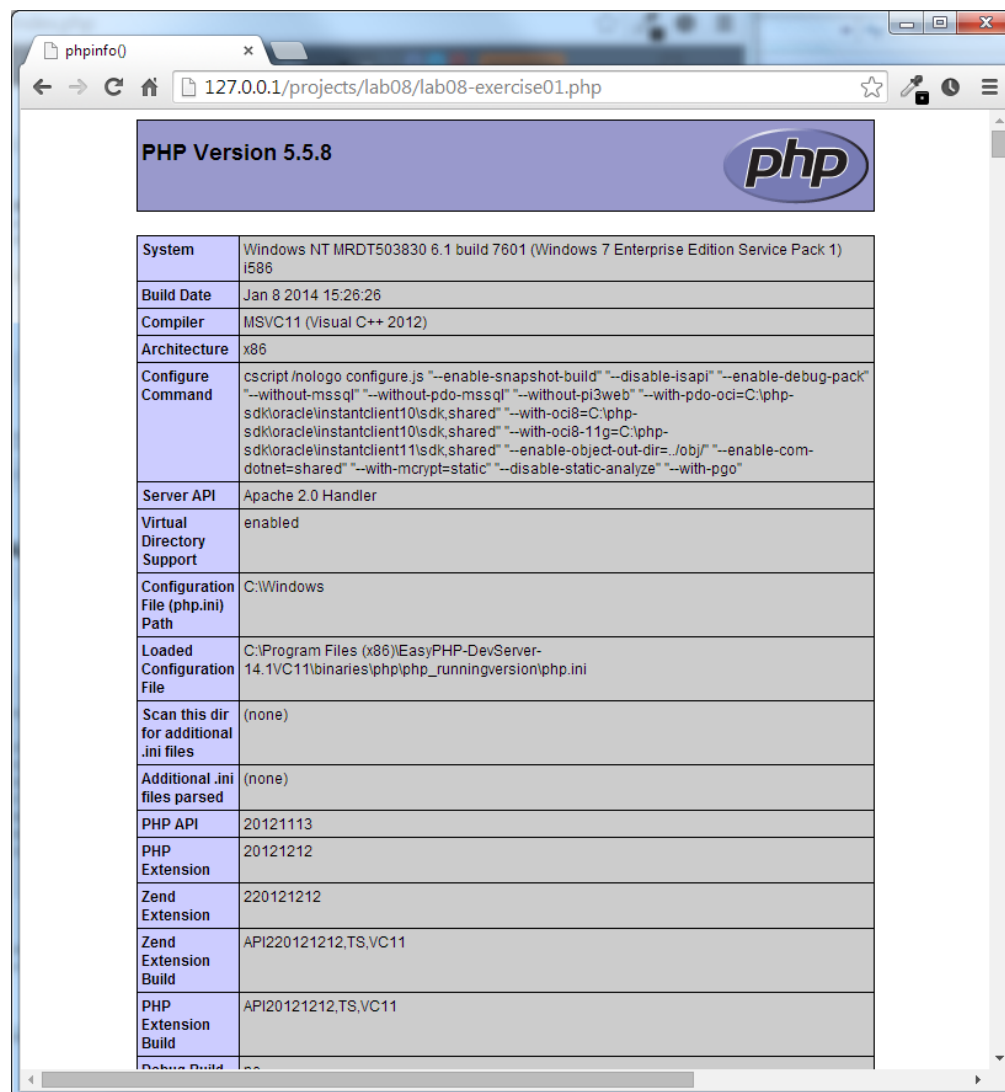 phpinfo()
127.0.0.1/projects/lab08/lab08-exercise01.php
PHP Version 5.5.8
php
System
Windows NT MRDT503830 6.1 build 7601 (Windows 7 Enterprise Edition Service Pack 1)
i586
Build Date
Jan 8 2014 15:26:26
Compiler
MSVC11 (Visual C++ 2012)
Architecture
x86
Configure
Command
cscript /nologo configure.js "--enable-snapshot-build" "--disable-isapi" "--enable-debug-pack"
"--without-mssql" "--without-pdo-mssql" "--without-pi3web" "--with-pdo-oci=C:\php-
sdk\oracle\instantclient10\sdk,shared" "--with-oci8=C:\php-
sdk\oracle\instantclient10\sdk,shared" "--with-oci8-11g=C:\php-
sdk\oracle\instantclient11\sdk,shared" "--enable-object-out-dir=../obj/" "--enable-com-
dotnet=shared" "--with-mcrypt=static" "--disable-static-analyze" "--with-pgo"
Server API
Apache 2.0 Handler
Virtual
Directory
Support
enabled
Configuration
File (php.ini)
Path
C:\Windows
Loaded
Configuration
File
C:\Program Files (x86)\EasyPHP-DevServer-
14.1VC11\binaries\php\php_runningversion\php.ini
Scan this dir
for additional
.ini files
(none)
Additional .ini
files parsed
(none)
PHP API
20121113
PHP
Extension
20121212
Zend
Extension
220121212
Zend
Extension
Build
API220121212,TS,VC11
PHP
Extension
Build
API20121212,TS,VC11
Debug Build
no